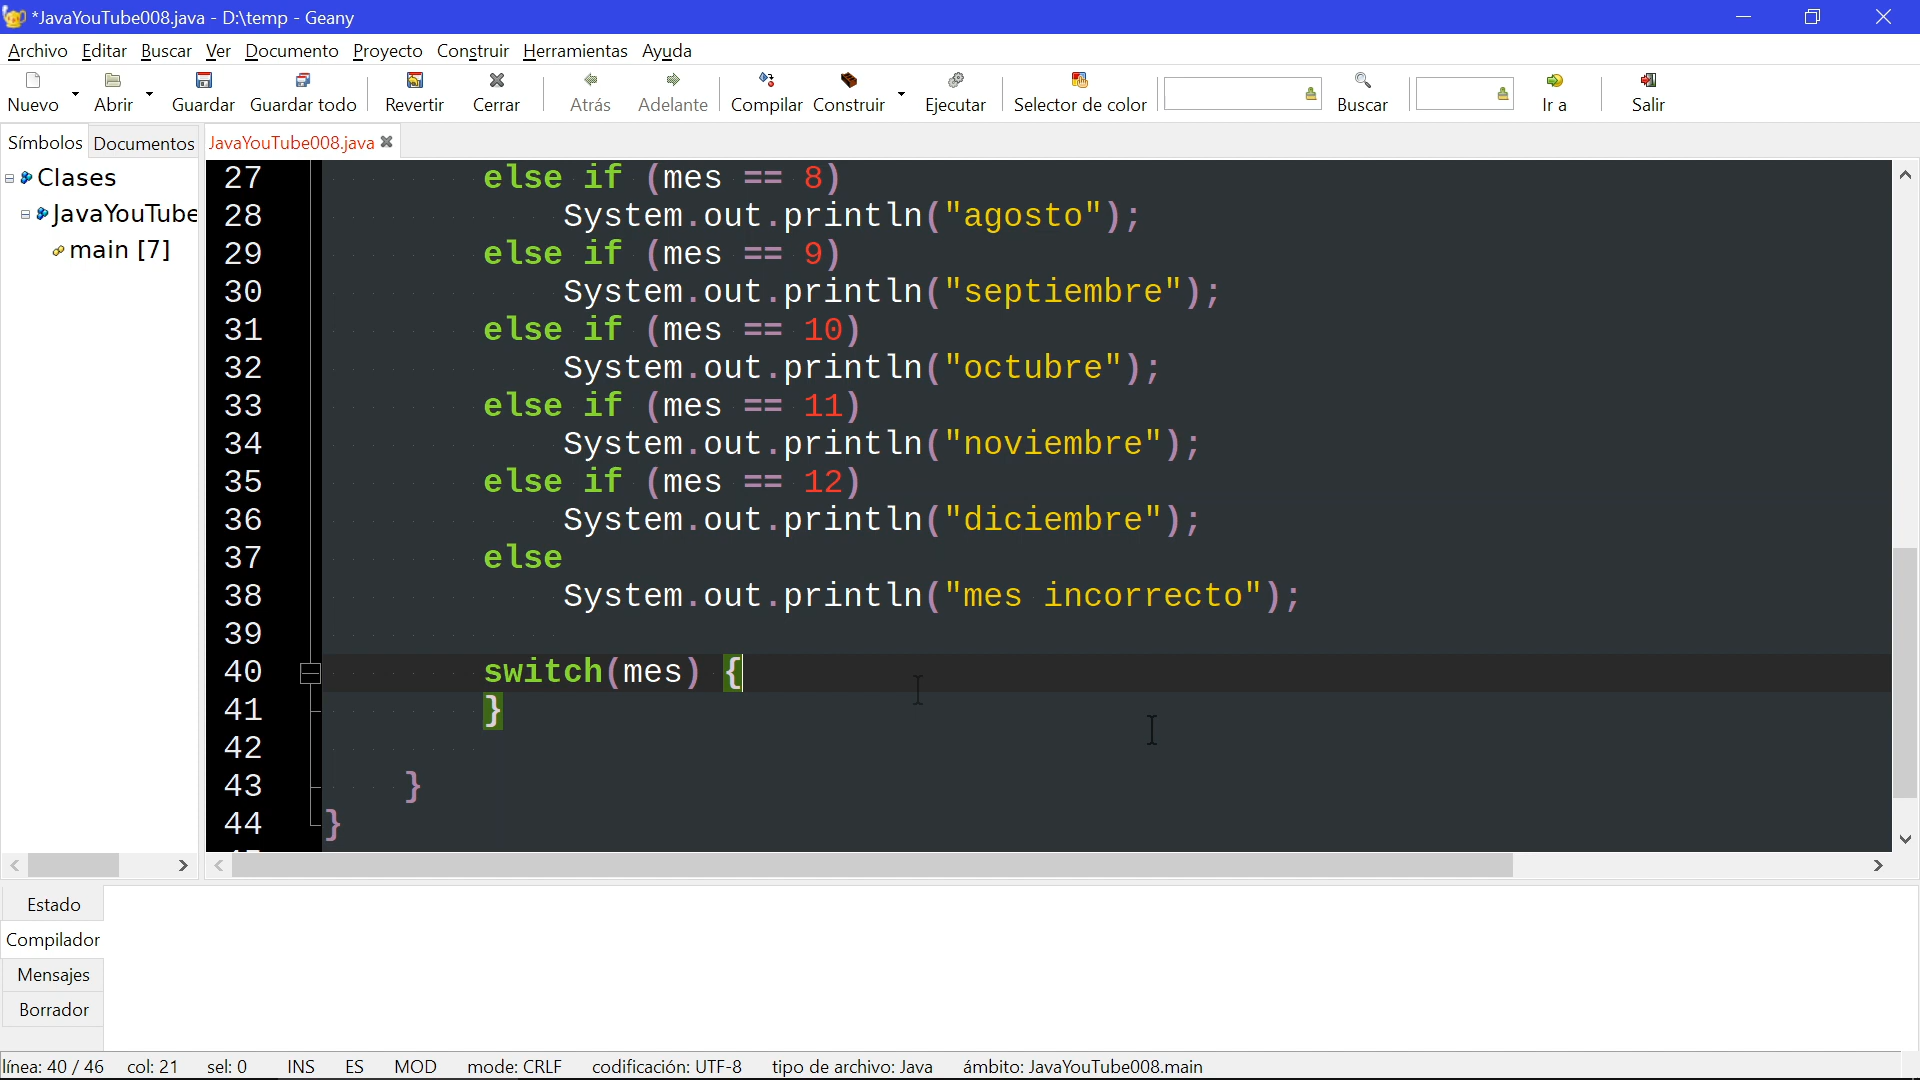 *JavaYouTube008.java - D:\temp - Geany
Archivo Editar Buscar Ver Documento Proyecto Construir Herramientas Ayuda
Nuevo Abrir Guardar Guardar todo Revertir Cerrar Atrás Adelante Compilar Construir Ejecutar Selector de color Buscar Ir a Salir
Símbolos Documentos JavaYouTube008.java
Clases
JavaYouTube
main [7]
27 else if (mes == 8)
28 System.out.println("agosto");
29 else if (mes == 9)
30 System.out.println("septiembre");
31 else if (mes == 10)
32 System.out.println("octubre");
33 else if (mes == 11)
34 System.out.println("noviembre");
35 else if (mes == 12)
36 System.out.println("diciembre");
37 else
38 System.out.println("mes incorrecto");
39
40 switch(mes) {
41 }
42
43 }
44 }
Estado
Compilador
Mensajes
Borrador
línea: 40 / 46 col: 21 sel: 0 INS ES MOD mode: CRLF codificación: UTF-8 tipo de archivo: Java ámbito: JavaYouTube008.main